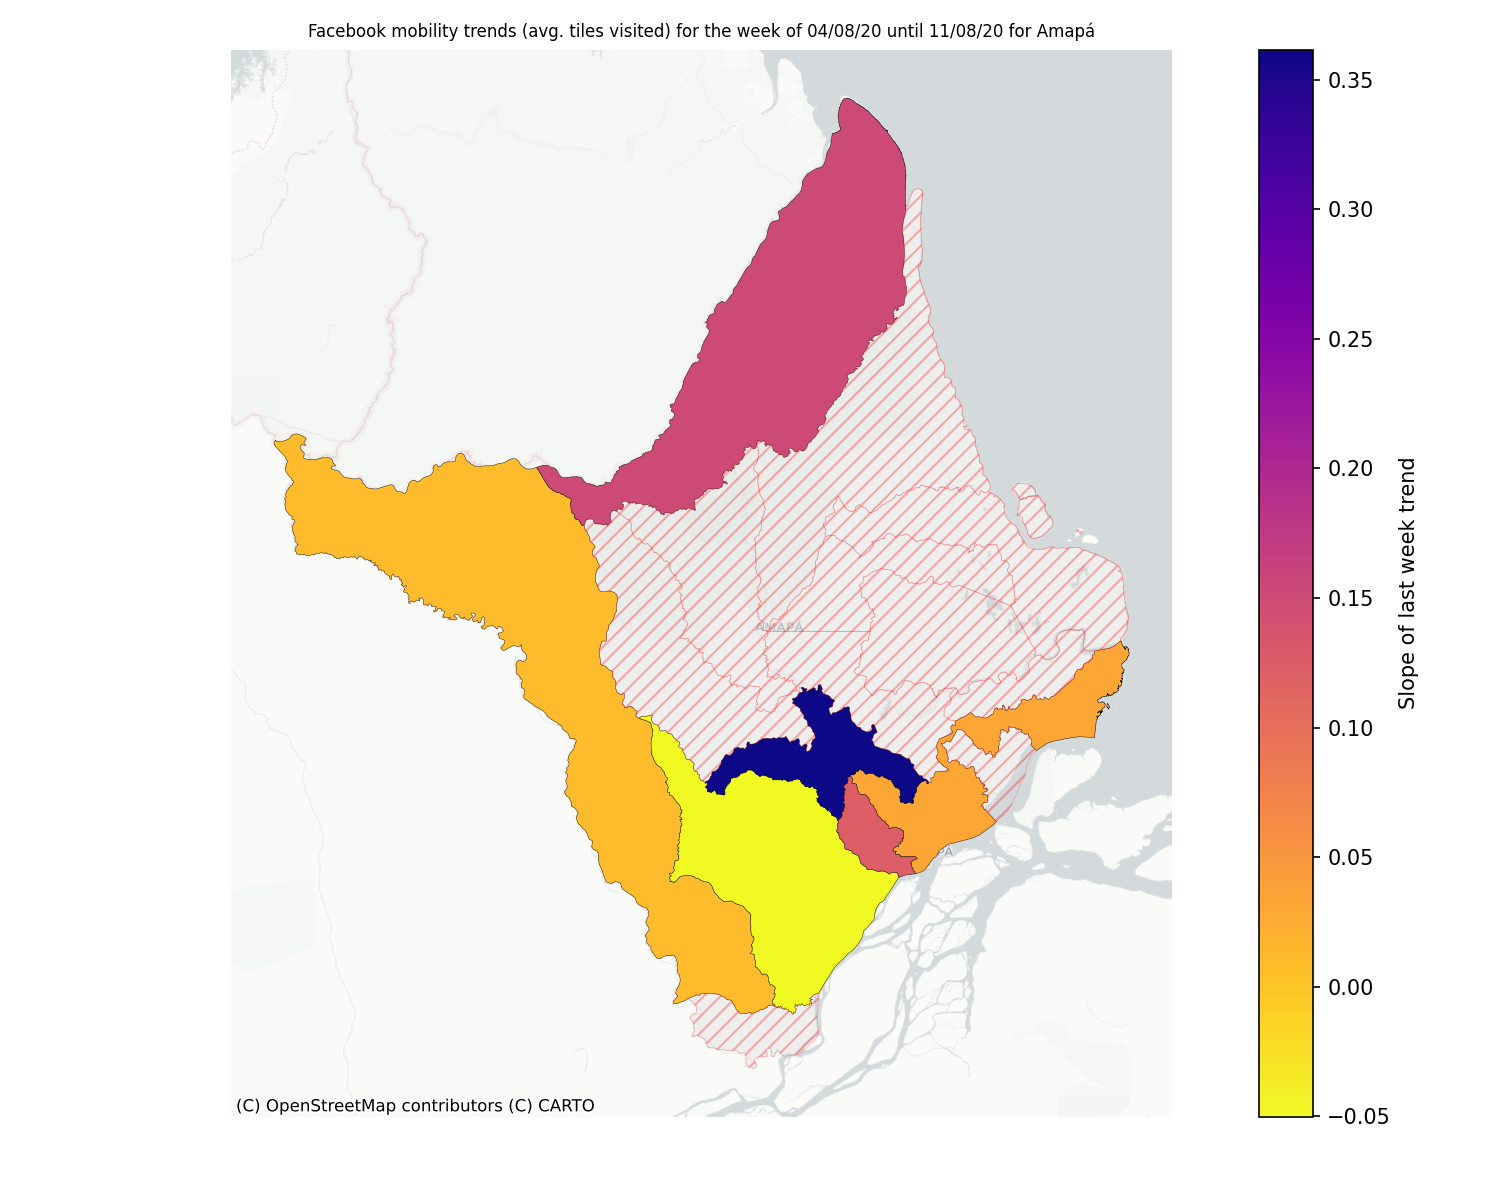 Facebook mobility trends (avg. tiles visited) for the week of 04/08/20 until 11/08/20 for Amapá
0.35
0.30
0.25
0.20
0.15
0.10
0.05
0.00
−0.05
Slope of last week trend
AMAPÁ
PA
(C) OpenStreetMap contributors (C) CARTO